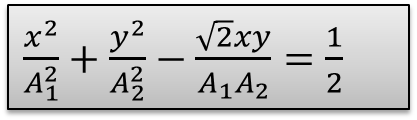 x²/A₁² + y²/A₂² − √2xy/A₁A₂ = 1/2